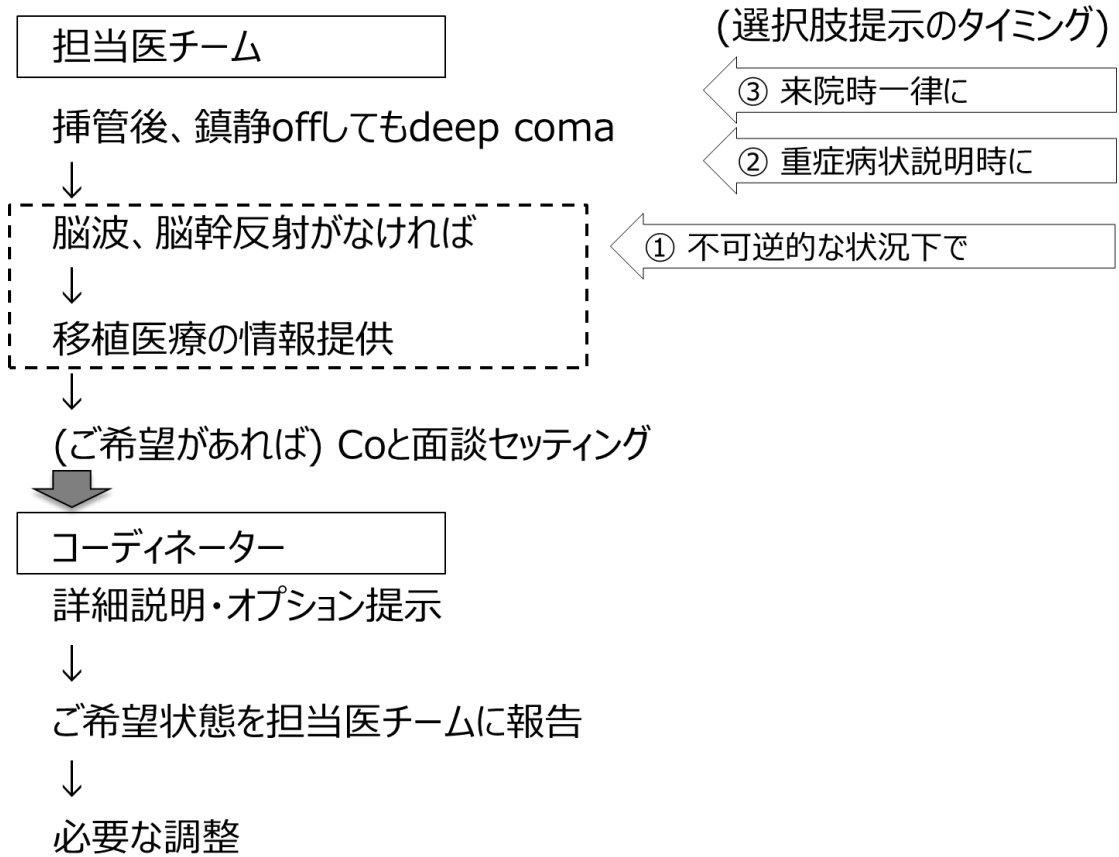 担当医チーム
(選択肢提示のタイミング)
③ 来院時一律に
挿管後、鎮静offしてもdeep coma
② 重症病状説明時に
↓
脳波、脳幹反射がなければ
① 不可逆的な状況下で
↓
移植医療の情報提供
↓
(ご希望があれば) Coと面談セッティング
コーディネーター
詳細説明・オプション提示
↓
ご希望状態を担当医チームに報告
↓
必要な調整